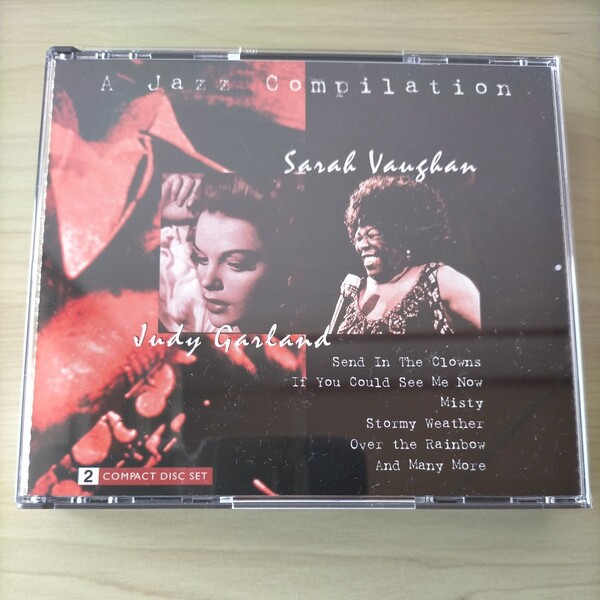 A Jazz Compilation
Sarah Vaughan
Judy Garland
Send In The Clowns
If You Could See Me Now
Misty
Stormy Weather
Over the Rainbow
And Many More
2 COMPACT DISC SET